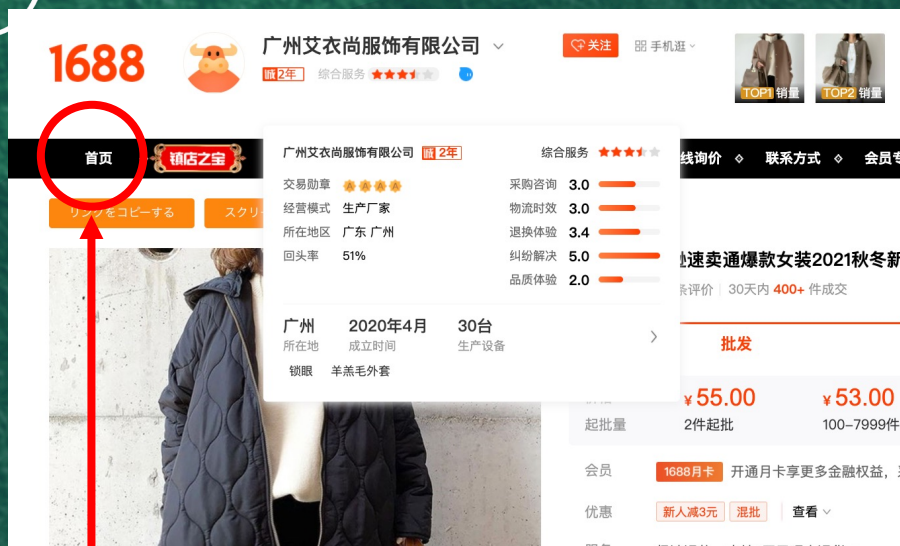 1688
广州艾衣尚服饰有限公司
诚2年 综合服务
关注
手机逛
TOP1 销量
TOP2 销量
首页
镇店之宝
线询价
联系方式
会员专
リンクをコピーする
スクリ
广州艾衣尚服饰有限公司 诚 2年
综合服务
交易勋章
经营模式 生产厂家
所在地区 广东 广州
回头率 51%
采购咨询 3.0
物流时效 3.0
退换体验 3.4
纠纷解决 5.0
品质体验 2.0
广州 2020年4月 30台
所在地 成立时间 生产设备
锁眼 羊羔毛外套
速卖通爆款女装2021秋冬新
条评价 30天内 400+ 件成交
批发
¥55.00 ¥53.00
起批量 2件起批 100–7999件
会员 1688月卡 开通月卡享更多金融权益，
优惠 新人减3元 混批 查看